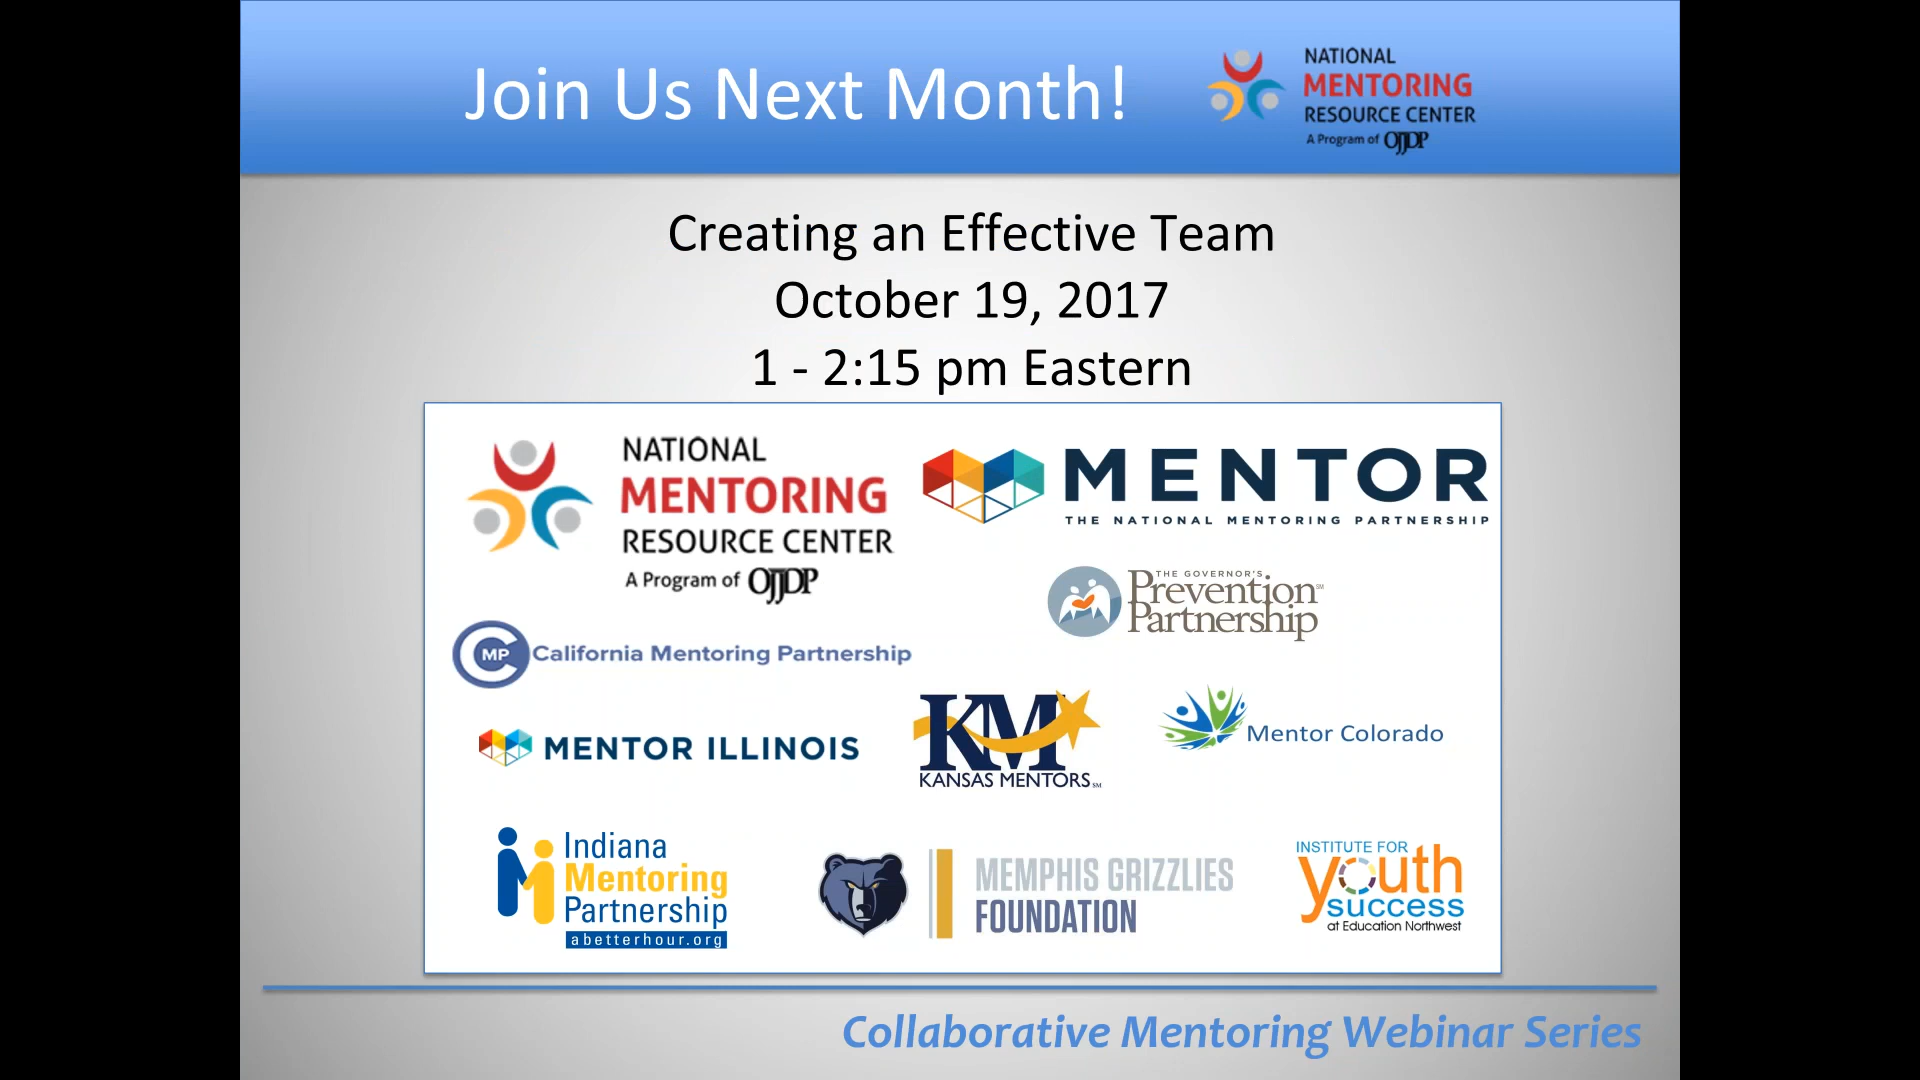 Join Us Next Month!
NATIONAL
MENTORING
RESOURCE CENTER
A Program of OJJDP
Creating an Effective Team
October 19, 2017
1 - 2:15 pm Eastern
NATIONAL
MENTORING
RESOURCE CENTER
A Program of OJJDP
MENTOR
THE NATIONAL MENTORING PARTNERSHIP
THE GOVERNOR'S
Prevention SM
Partnership
CMP California Mentoring Partnership
MENTOR ILLINOIS
KM
KANSAS MENTORS SM
Mentor Colorado
Indiana
Mentoring
Partnership
abetterhour.org
MEMPHIS GRIZZLIES
FOUNDATION
INSTITUTE FOR
youth
success
at Education Northwest
Collaborative Mentoring Webinar Series